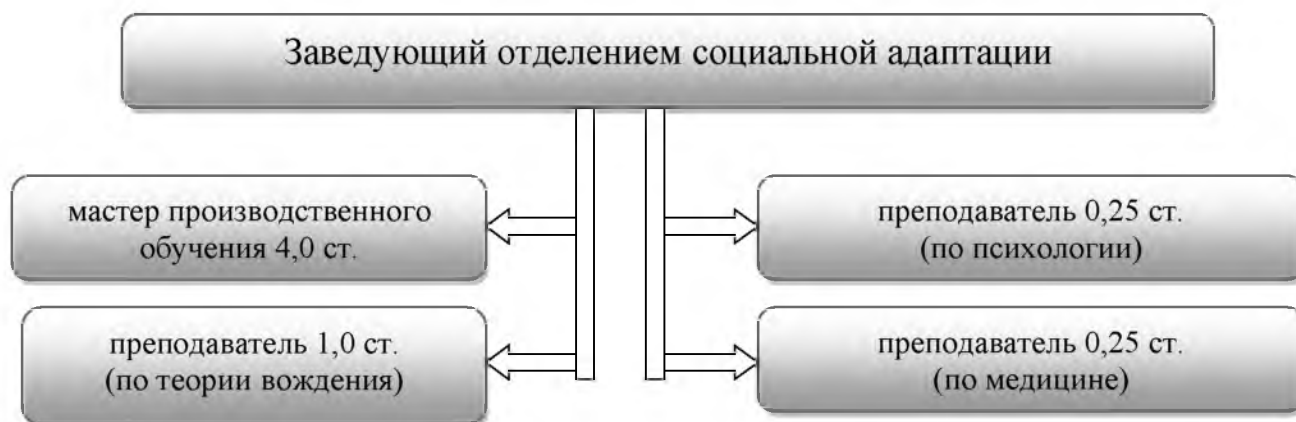 Заведующий отделением социальной адаптации
мастер производственного
обучения 4,0 ст.
преподаватель 0,25 ст.
(по психологии)
преподаватель 1,0 ст.
(по теории вождения)
преподаватель 0,25 ст.
(по медицине)